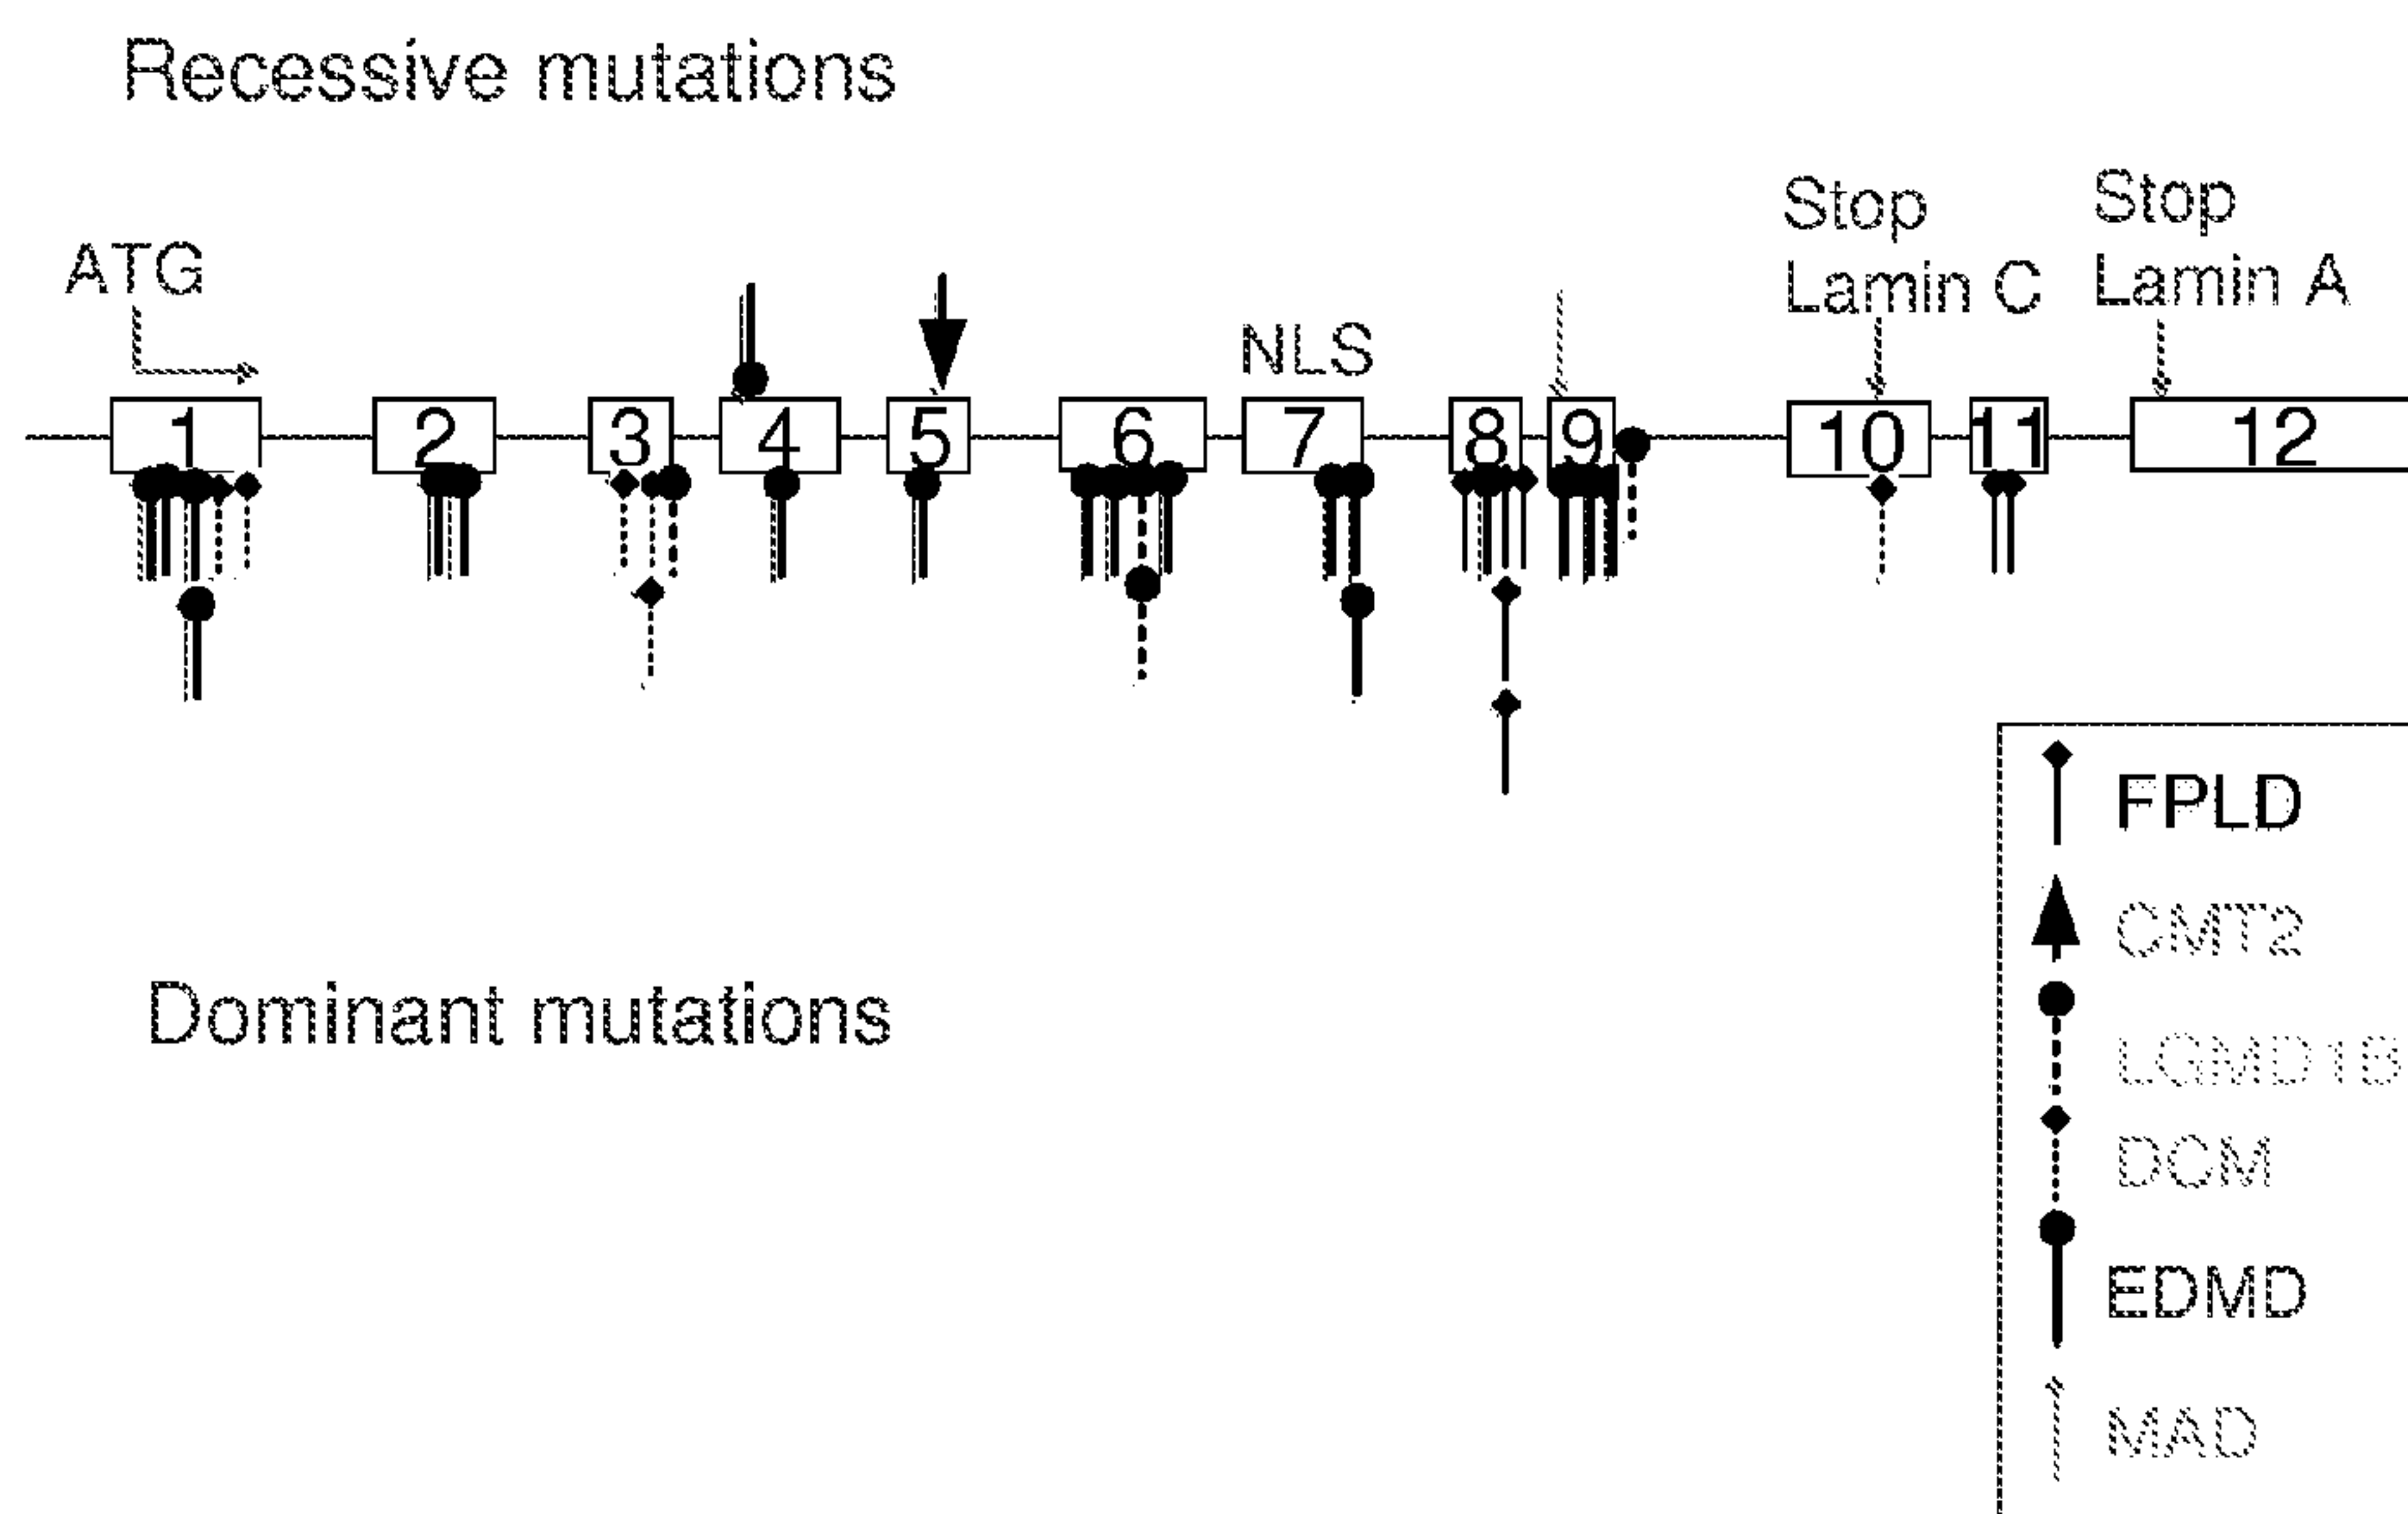 Recessive mutations
ATG
NLS
Stop
Lamin C
Stop
Lamin A
1 2 3 4 5 6 7 8 9 10 11 12
Dominant mutations
FPLD
CMT2
LGMD1B
DCM
EDMD
MAD